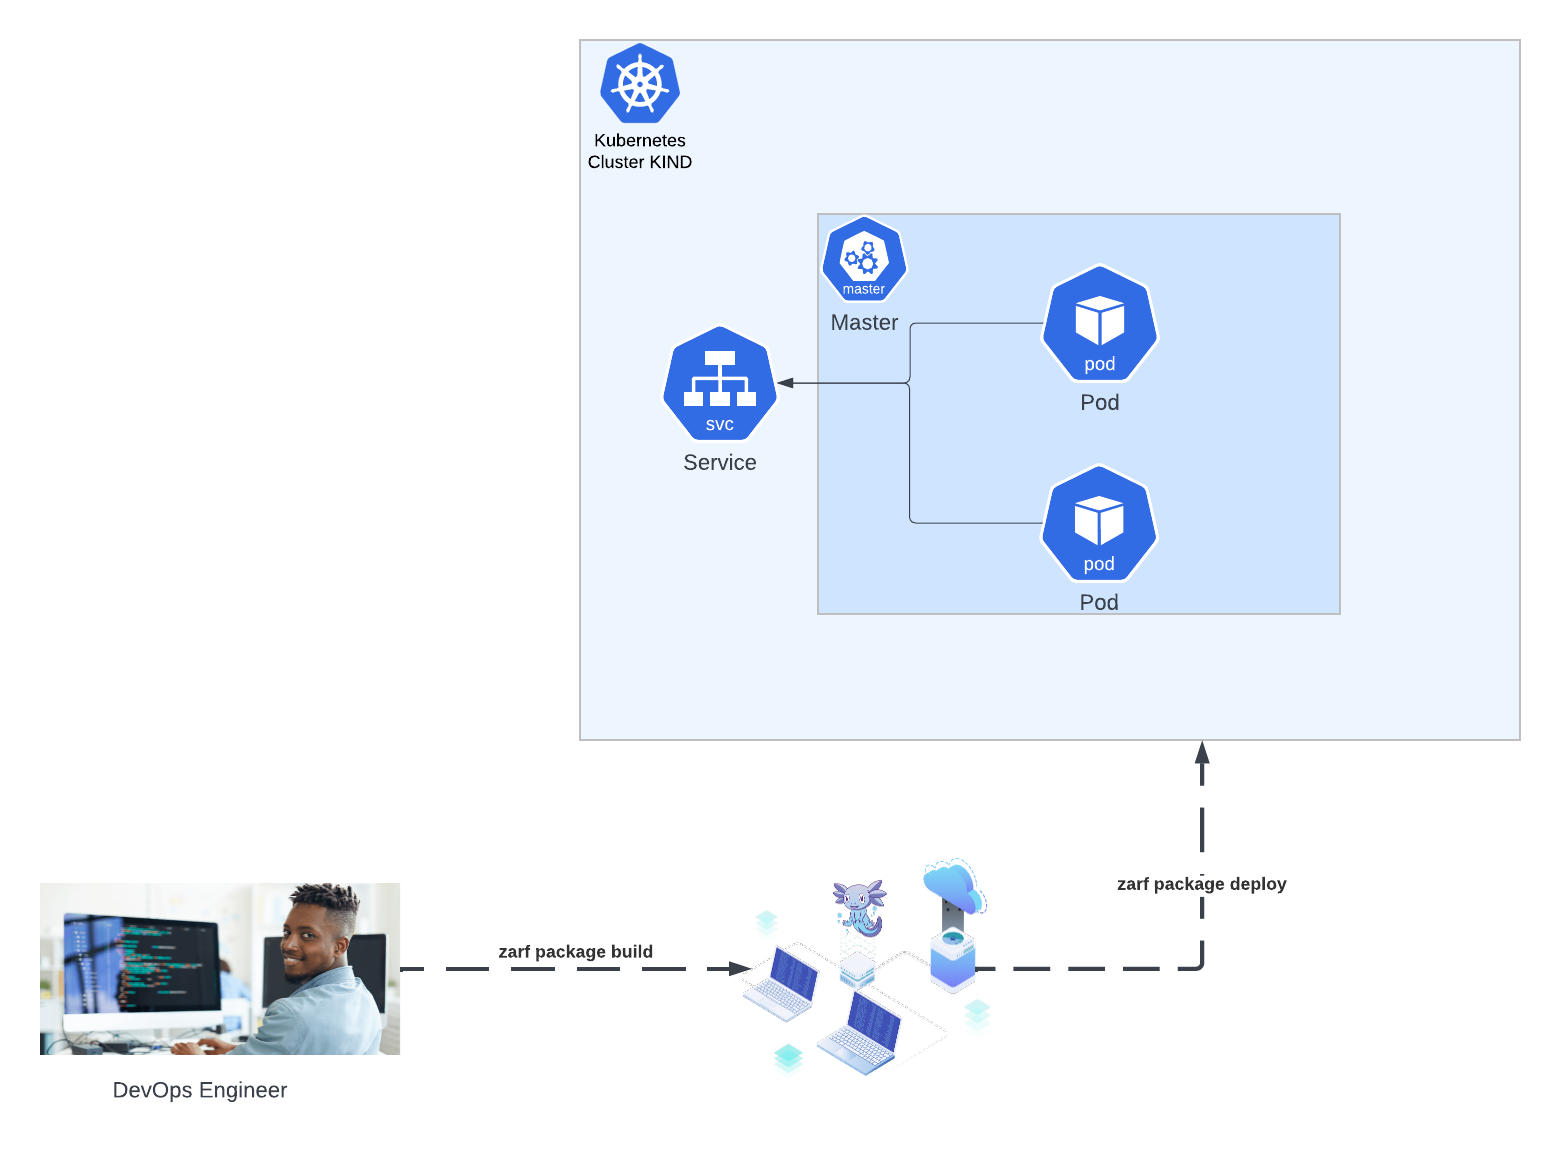 Kubernetes
Cluster KIND
master
Master
pod
Pod
svc
Service
pod
Pod
zarf package deploy
zarf package build
DevOps Engineer